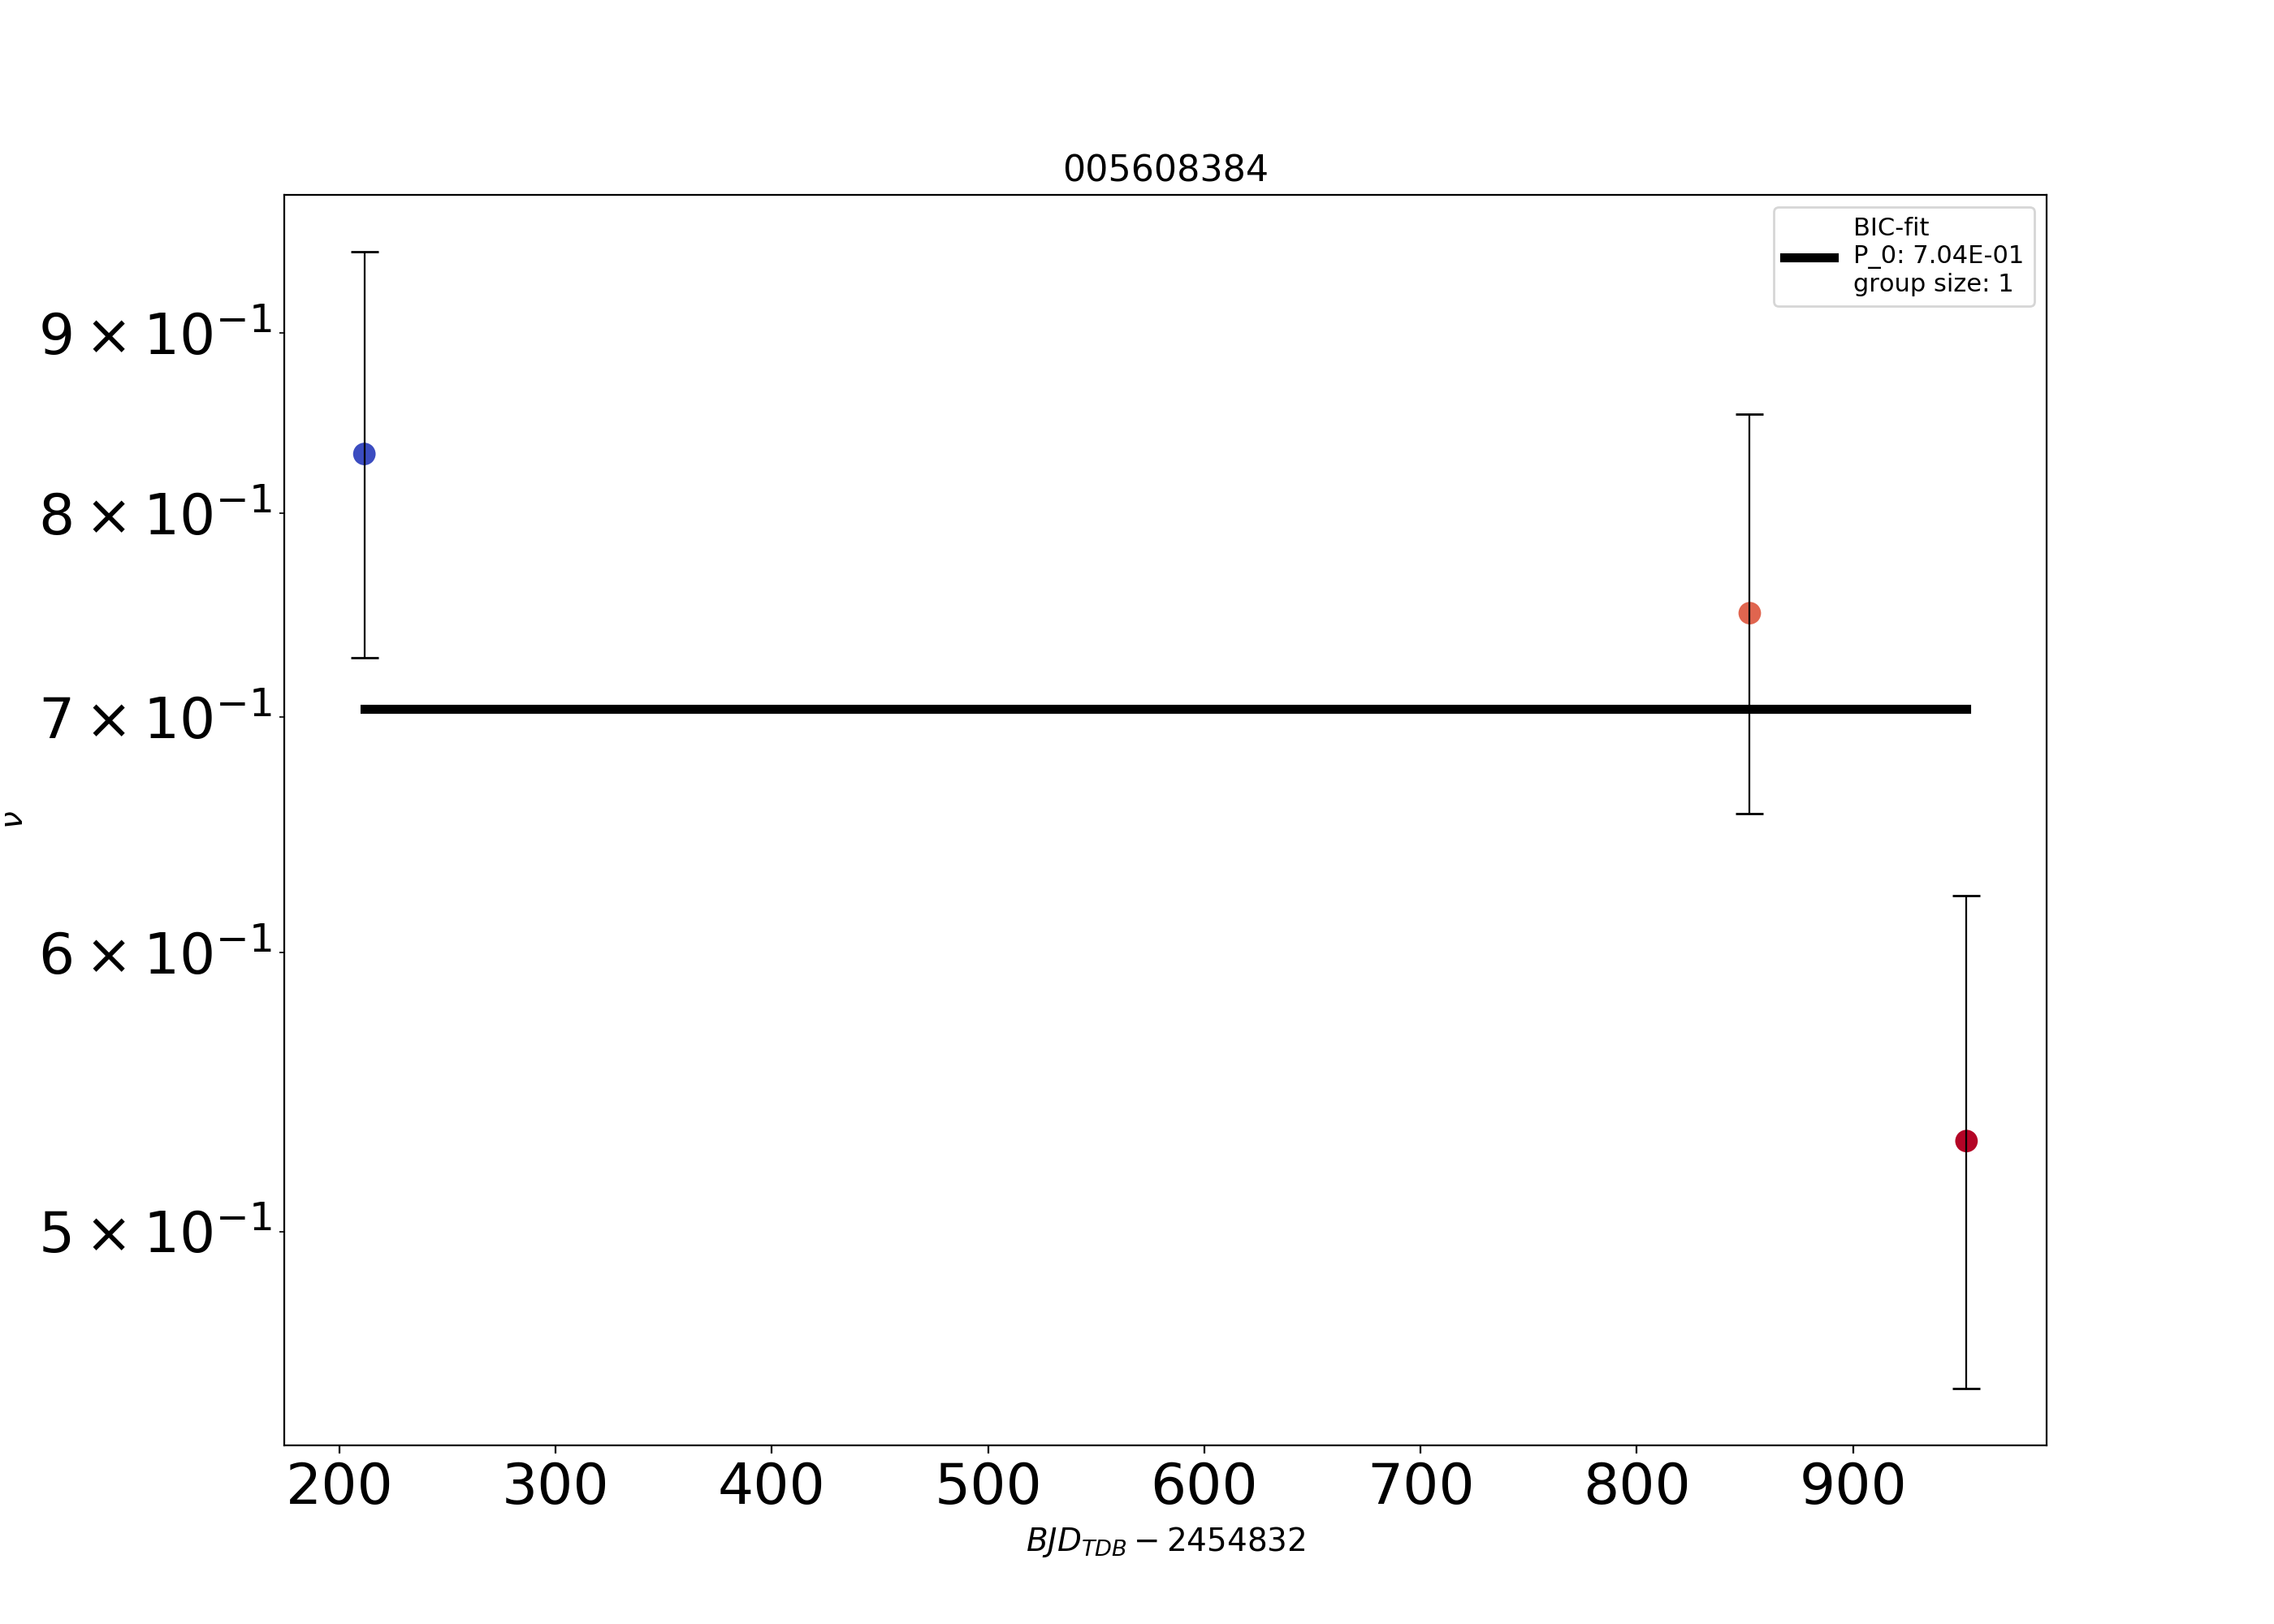 005608384
BIC-fit
P_0: 7.04E-01
group size: 1
9 × 10⁻¹
8 × 10⁻¹
7 × 10⁻¹
6 × 10⁻¹
5 × 10⁻¹
ν
200 300 400 500 600 700 800 900
BJD_TDB − 2454832